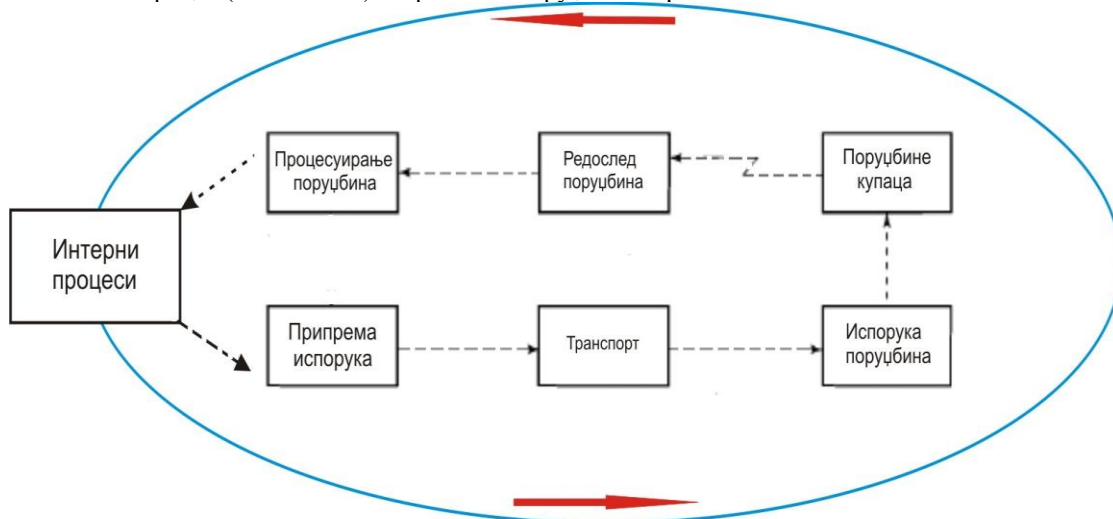 Процесуирање
поруџбина
Редослед
поруџбина
Поруџбине
купаца
Интерни
процеси
Припрема
испорука
Транспорт
Испорука
поруџбина